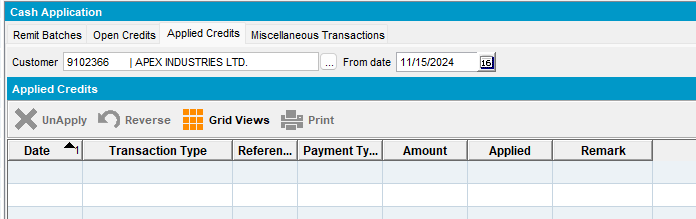 Cash Application
Remit Batches Open Credits Applied Credits Miscellaneous Transactions
Customer 9102366 | APEX INDUSTRIES LTD. ... From date 11/15/2024 16
Applied Credits
UnApply Reverse Grid Views Print
Date 1 Transaction Type Referen... Payment Ty... Amount Applied Remark